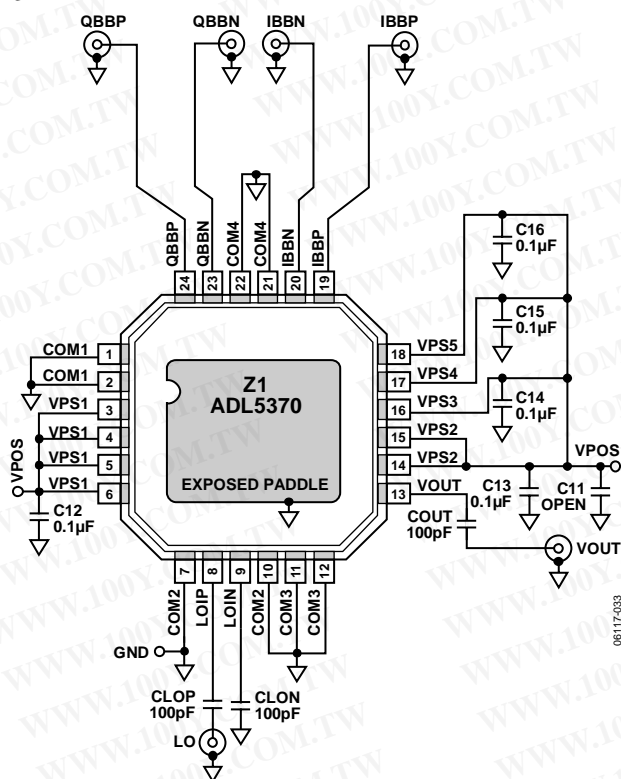 QBBP QBBN IBBN IBBP
QBBP QBBN COM4 COM4 IBBN IBBP
24 23 22 21 20 19
C16
0.1µF
C15
0.1µF
C14
0.1µF
COM1 1
COM1 2
VPS1 3
VPS1 4
VPS1 5
VPS1 6
VPOS
C12
0.1µF
Z1
ADL5370
EXPOSED PADDLE
18 VPS5
17 VPS4
16 VPS3
15 VPS2
14 VPS2
13 VOUT
VPOS
C13
0.1µF
C11
OPEN
COUT
100pF
VOUT
7 8 9 10 11 12
COM2 LOIP LOIN COM2 COM3 COM3
GND
CLOP
100pF
CLON
100pF
LO
06117-033
WWW.100Y.COM.TW